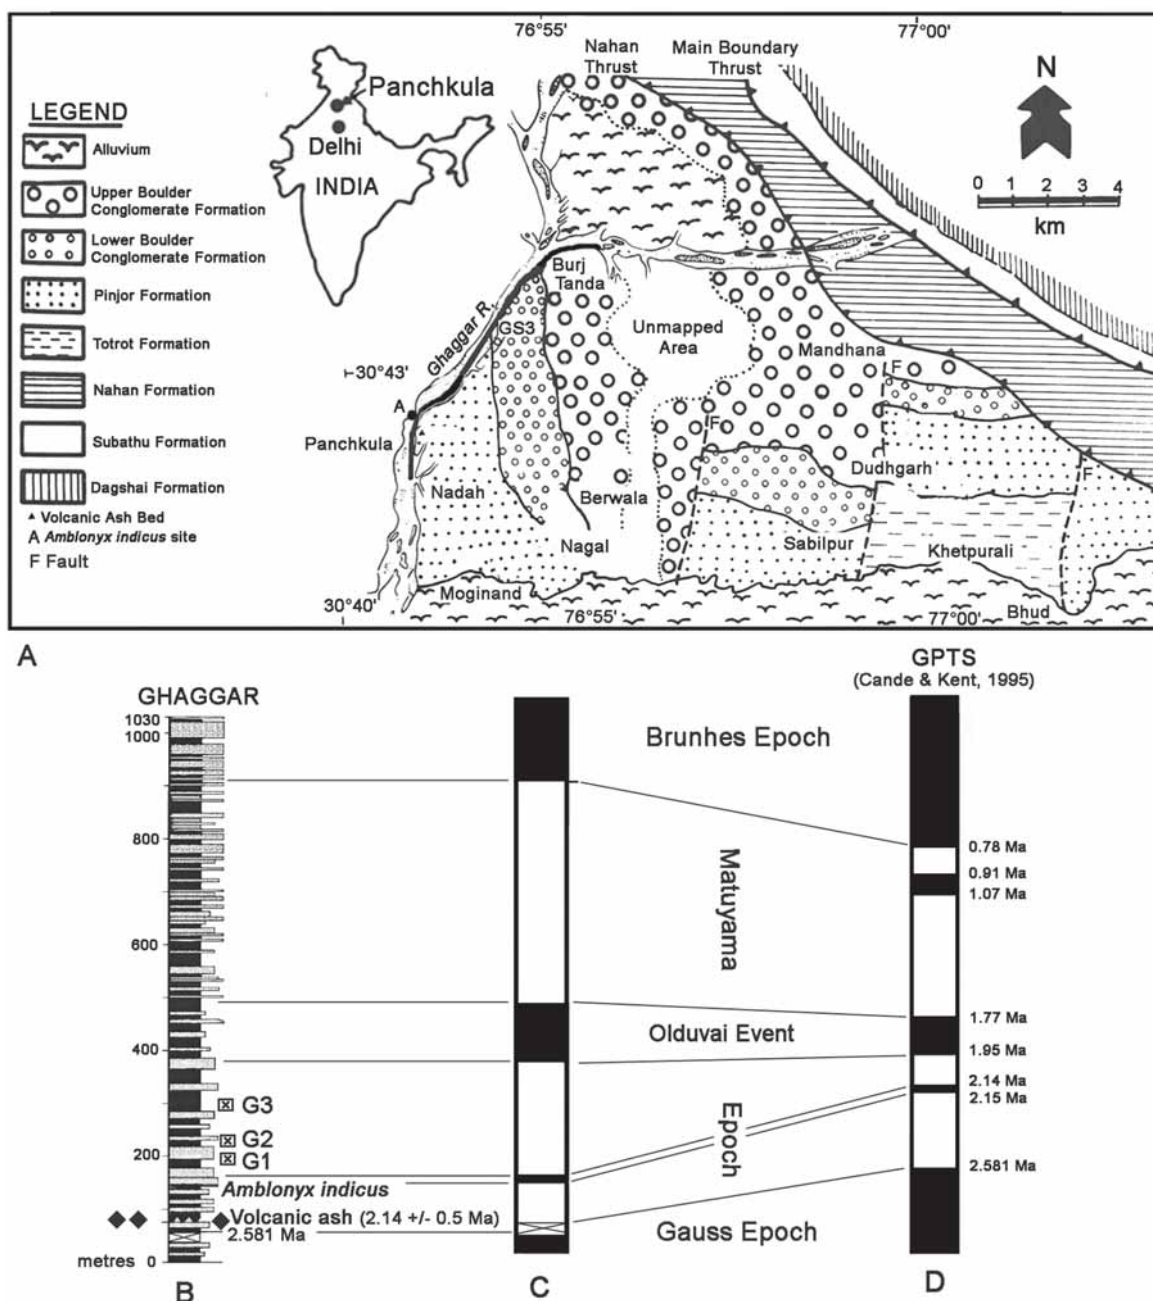 76°55'
77°00'
Nahan
Thrust
Main Boundary
Thrust
N
Panchkula
Delhi
INDIA
0 1 2 3 4
km
LEGEND
Alluvium
Upper Boulder
Conglomerate Formation
Lower Boulder
Conglomerate Formation
Pinjor Formation
Totrot Formation
Nahan Formation
Subathu Formation
Dagshai Formation
▲ Volcanic Ash Bed
A Amblonyx indicus site
F Fault
Burj
Tanda
Ghaggar R.
GS3
Unmapped
Area
Mandhana
30°43'
F
A
Panchkula
F
Dudhgarh
F
Nadah
Berwala
Nagal
Sabilpur
Khetpurali
Moginand
30°40'
76°55'
77°00'
Bhud
A
GHAGGAR
GPTS
(Cande & Kent, 1995)
1030
1000
800
600
400
200
metres 0
Brunhes Epoch
Matuyama
Olduvai Event
Epoch
Gauss Epoch
0.78 Ma
0.91 Ma
1.07 Ma
1.77 Ma
1.95 Ma
2.14 Ma
2.15 Ma
2.581 Ma
G3
G2
G1
Amblonyx indicus
Volcanic ash (2.14 +/- 0.5 Ma)
2.581 Ma
B
C
D